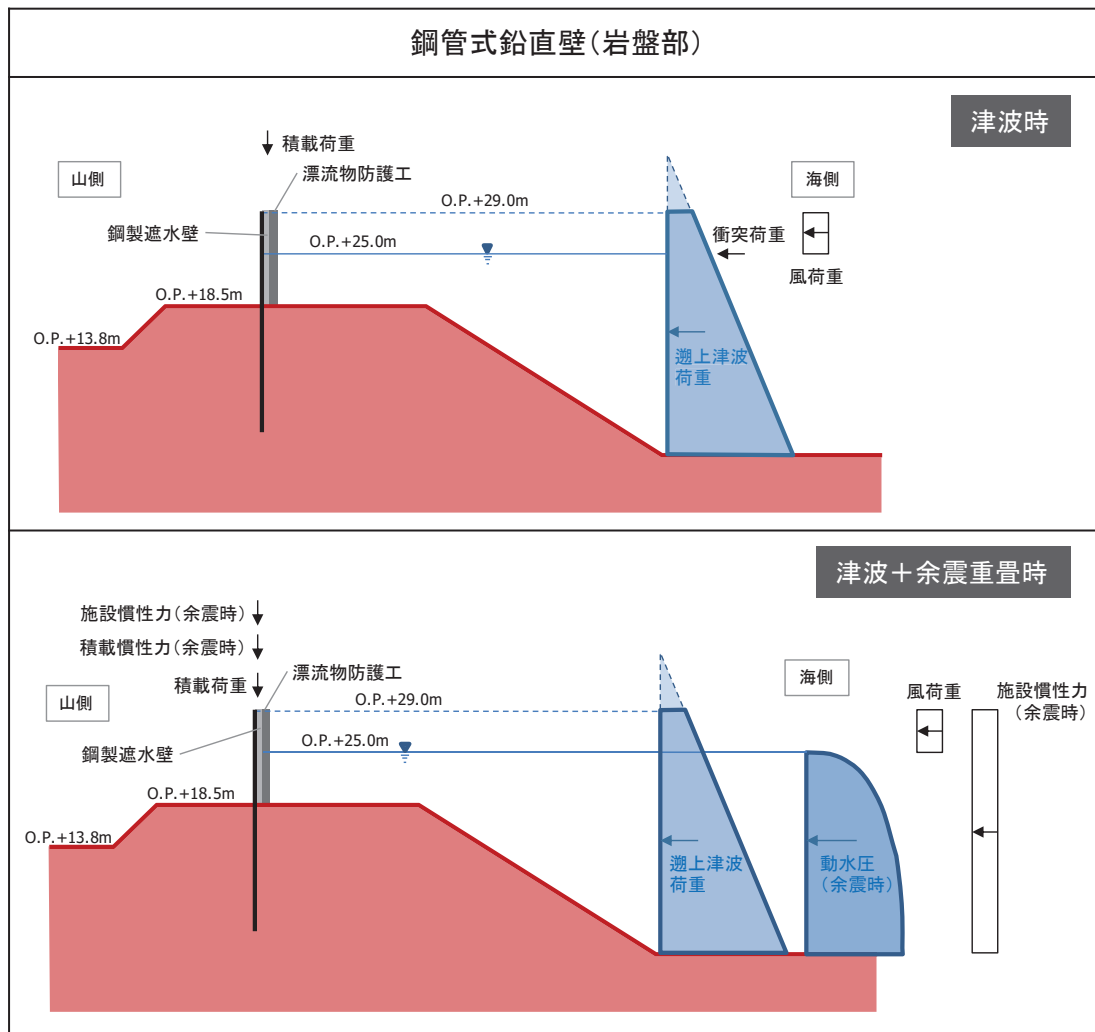 鋼管式鉛直壁(岩盤部)
津波時
積載荷重
山側
漂流物防護工
海側
O.P.+29.0m
鋼製遮水壁
O.P.+25.0m
衝突荷重
風荷重
O.P.+18.5m
O.P.+13.8m
遡上津波
荷重
津波+余震重畳時
施設慣性力(余震時)
積載慣性力(余震時)
積載荷重
漂流物防護工
山側
海側
風荷重
施設慣性力
(余震時)
O.P.+29.0m
鋼製遮水壁
O.P.+25.0m
O.P.+18.5m
O.P.+13.8m
遡上津波
荷重
動水圧
(余震時)